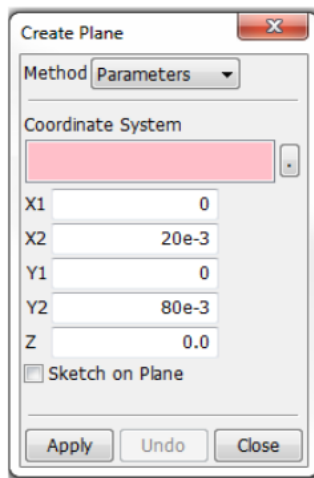 Create Plane
Method Parameters
Coordinate System
.
X1 0
X2 20e-3
Y1 0
Y2 80e-3
Z 0.0
Sketch on Plane
Apply Undo Close